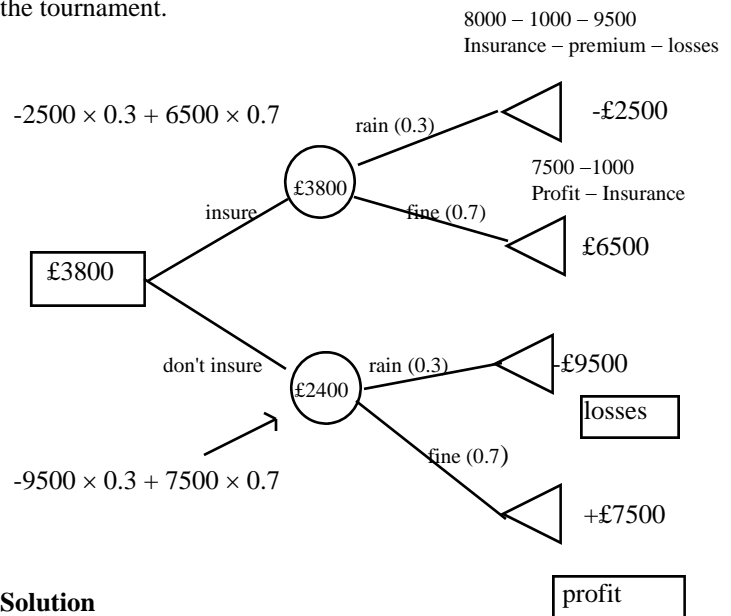 the tournament.
8000 – 1000 – 9500
Insurance – premium – losses
-2500 × 0.3 + 6500 × 0.7
rain (0.3)
-£2500
£3800
7500 –1000
Profit – Insurance
insure
fine (0.7)
£6500
£3800
don't insure
rain (0.3)
-£9500
£2400
losses
fine (0.7)
-9500 × 0.3 + 7500 × 0.7
+£7500
profit
Solution